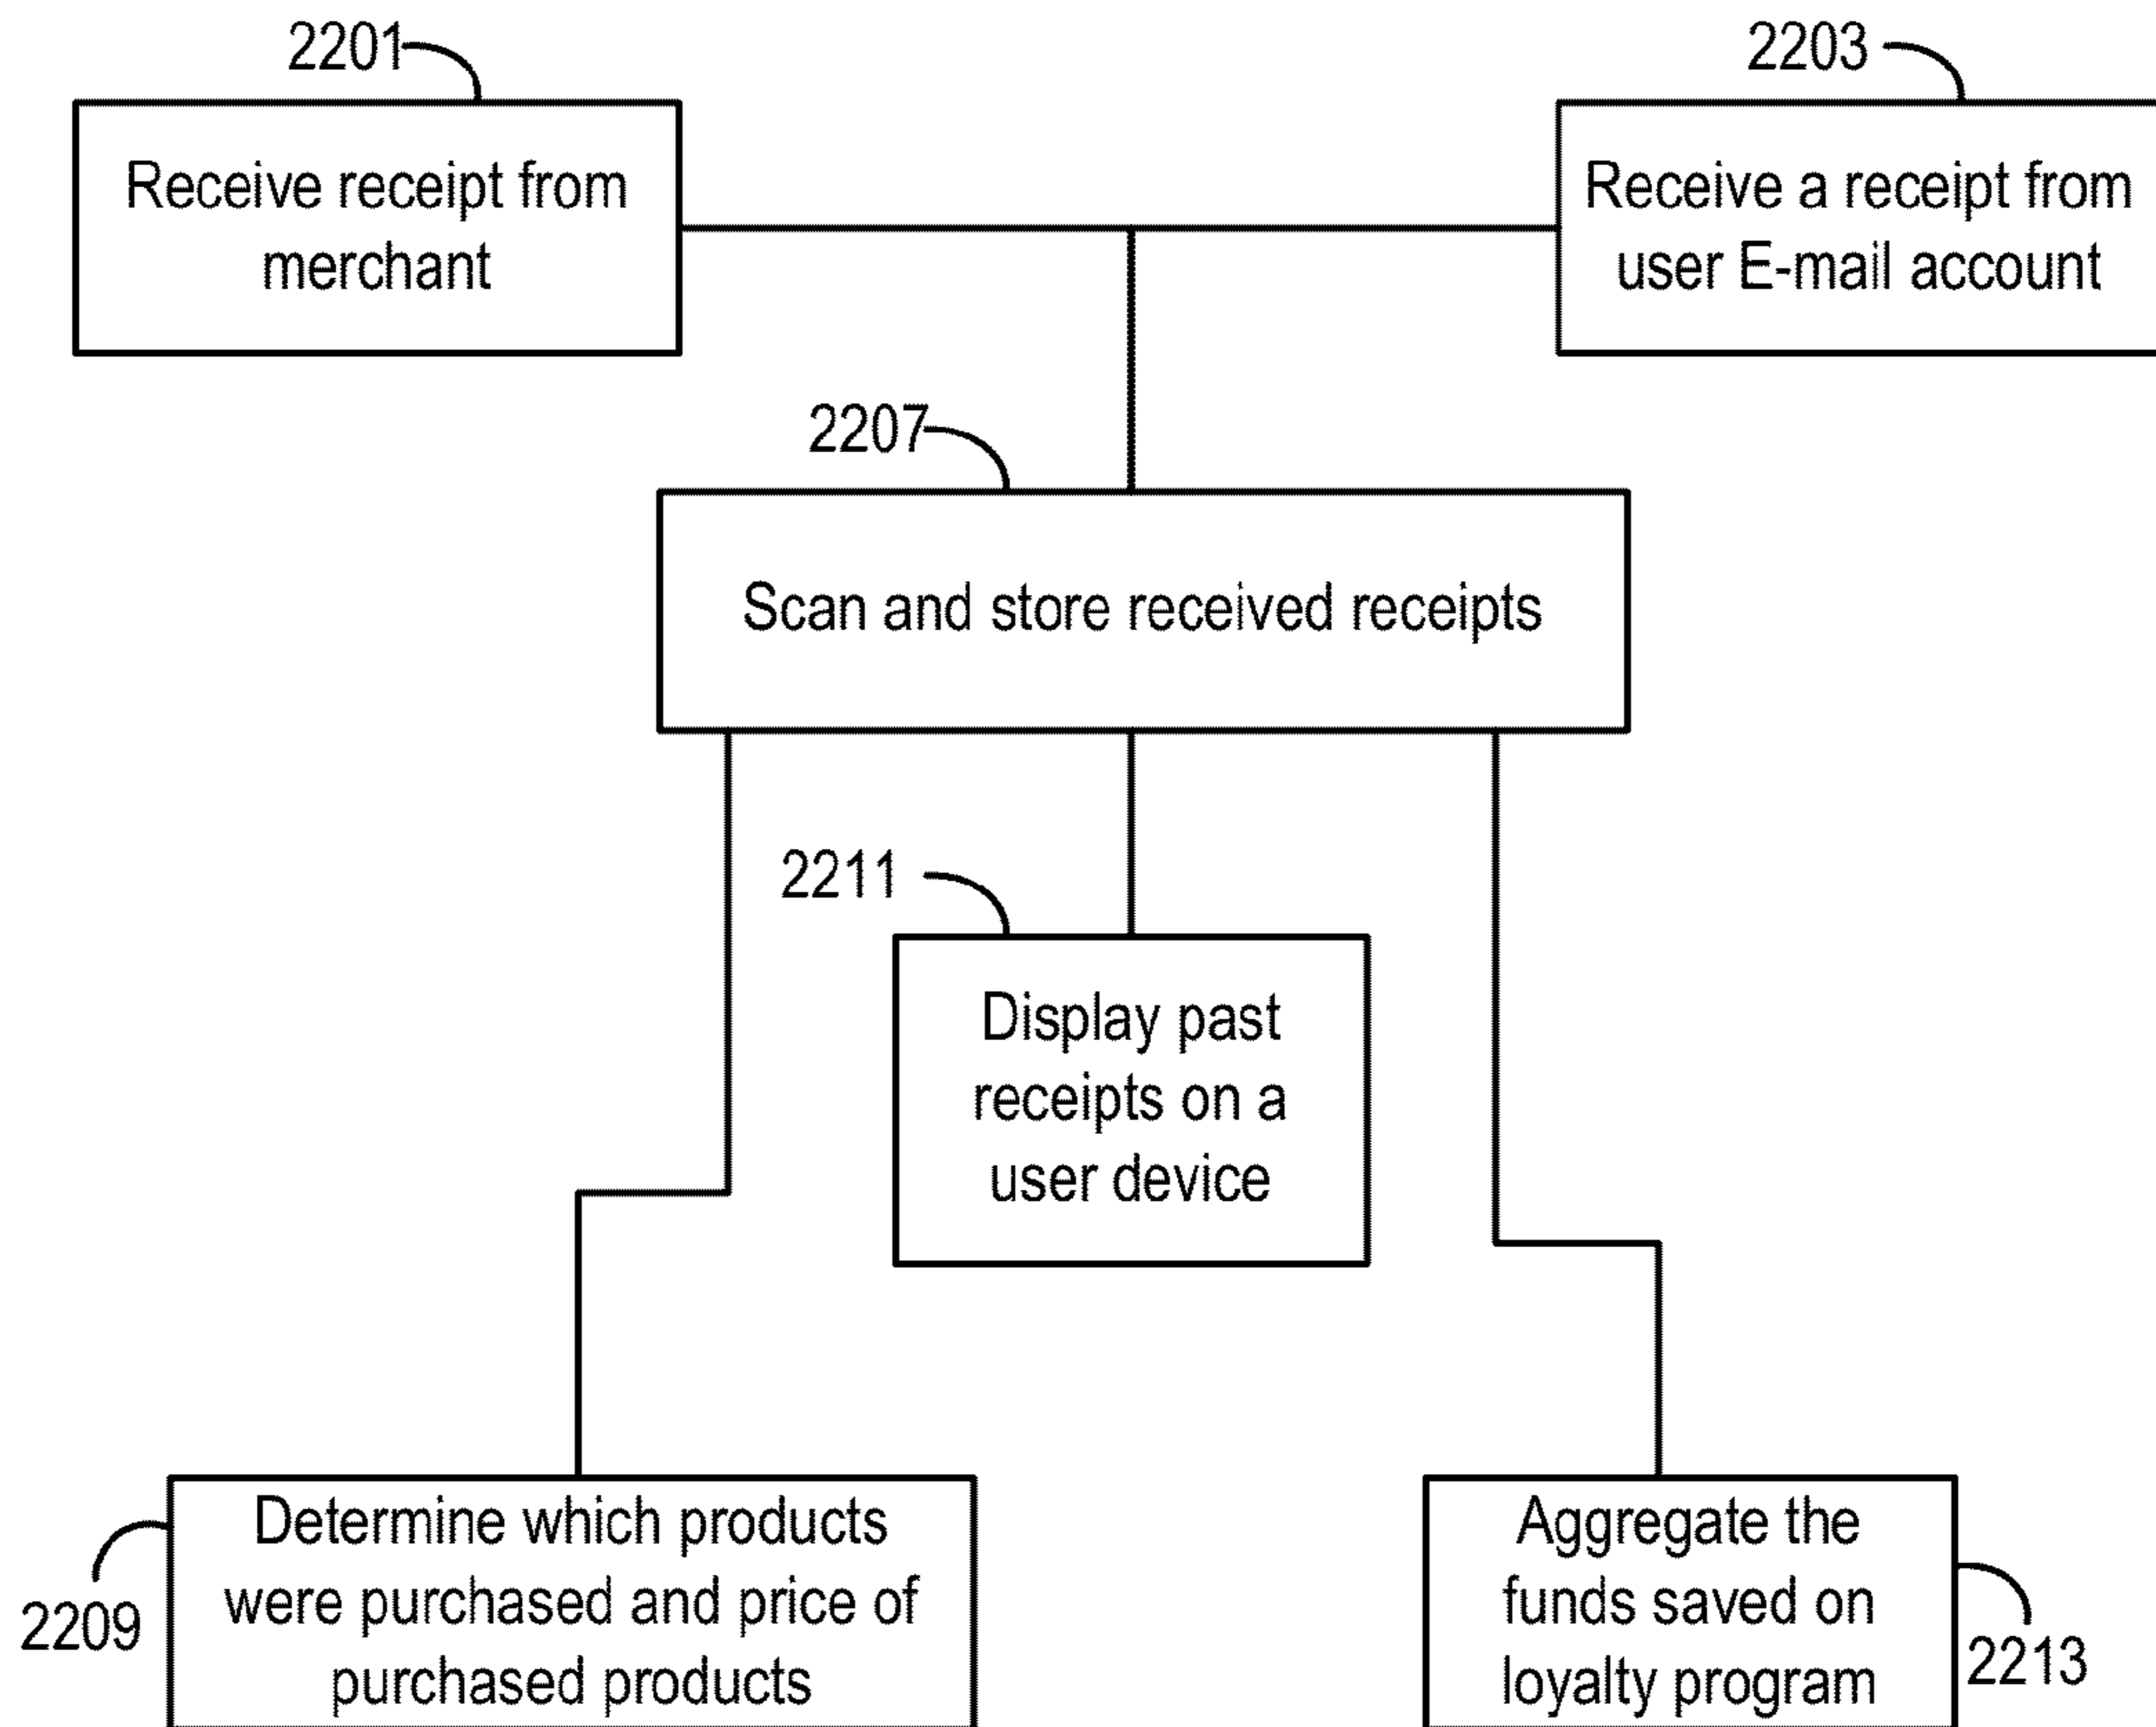 2201
2203
Receive receipt from
merchant
Receive a receipt from
user E-mail account
2207
Scan and store received receipts
2211
Display past
receipts on a
user device
Determine which products
were purchased and price of
purchased products
2209
Aggregate the
funds saved on
loyalty program
2213